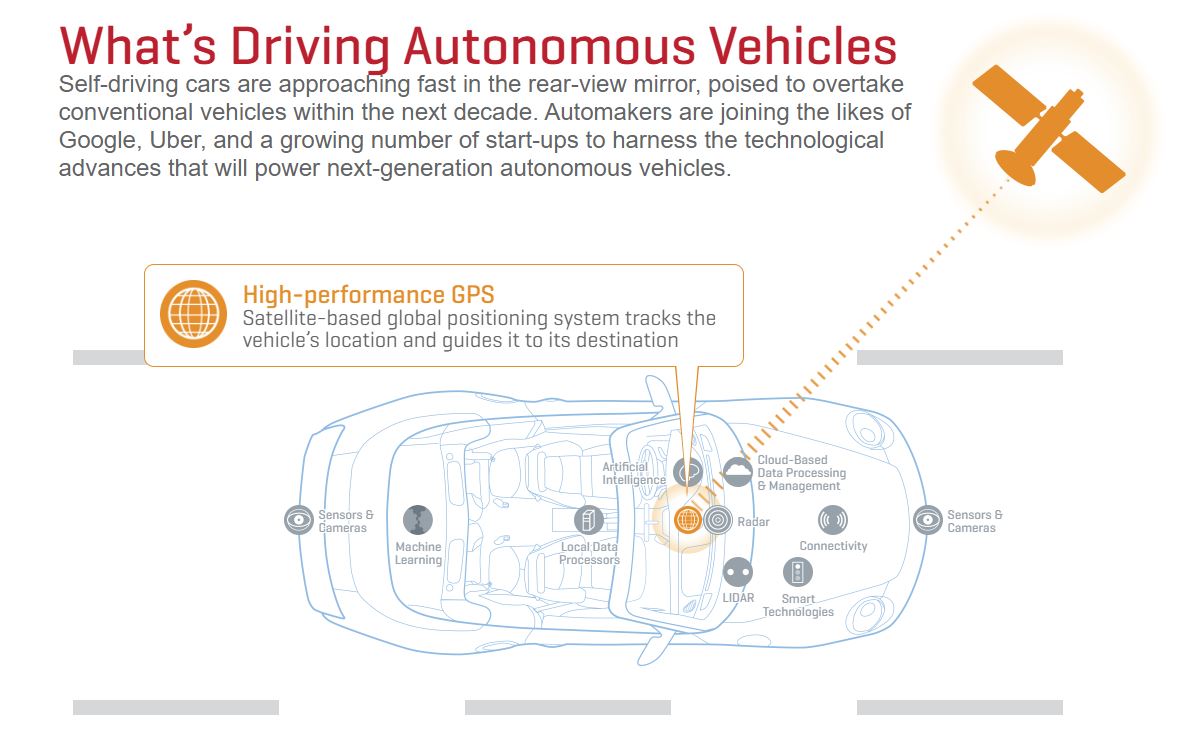 What's Driving Autonomous Vehicles
Self-driving cars are approaching fast in the rear-view mirror, poised to overtake
conventional vehicles within the next decade. Automakers are joining the likes of
Google, Uber, and a growing number of start-ups to harness the technological
advances that will power next-generation autonomous vehicles.
High-performance GPS
Satellite-based global positioning system tracks the
vehicle's location and guides it to its destination
Artificial
Intelligence
Cloud-Based
Data Processing
& Management
Sensors &
Cameras
Machine
Learning
Local Data
Processors
Radar
Connectivity
Sensors &
Cameras
LIDAR
Smart
Technologies